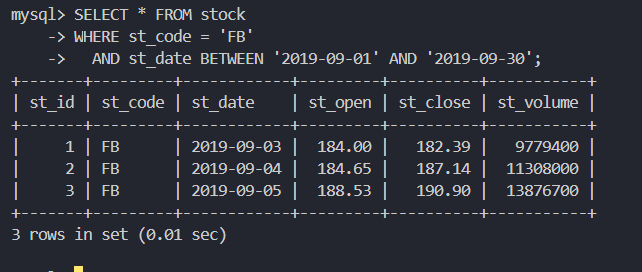 mysql> SELECT * FROM stock
    -> WHERE st_code = 'FB'
    ->   AND st_date BETWEEN '2019-09-01' AND '2019-09-30';
+-------+---------+------------+---------+----------+-----------+
| st_id | st_code | st_date    | st_open | st_close | st_volume |
+-------+---------+------------+---------+----------+-----------+
|     1 | FB      | 2019-09-03 | 184.00  |  182.39  |   9779400 |
|     2 | FB      | 2019-09-04 | 184.65  |  187.14  |  11308000 |
|     3 | FB      | 2019-09-05 | 188.53  |  190.90  |  13876700 |
+-------+---------+------------+---------+----------+-----------+
3 rows in set (0.01 sec)